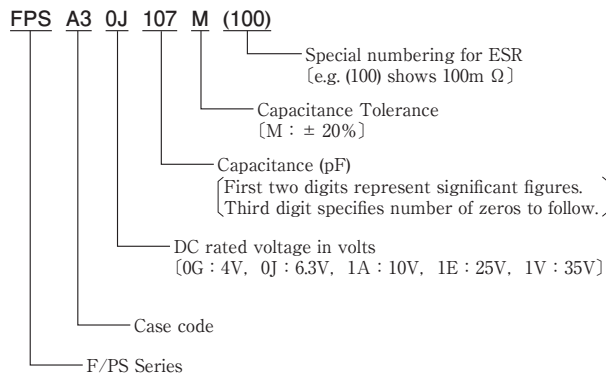 FPS A3 0J 107 M (100)
Special numbering for ESR
〔e.g. (100) shows 100m Ω〕
Capacitance Tolerance
〔M : ± 20%〕
Capacitance (pF)
First two digits represent significant figures.
Third digit specifies number of zeros to follow.
DC rated voltage in volts
〔0G : 4V, 0J : 6.3V, 1A : 10V, 1E : 25V, 1V : 35V〕
Case code
F/PS Series